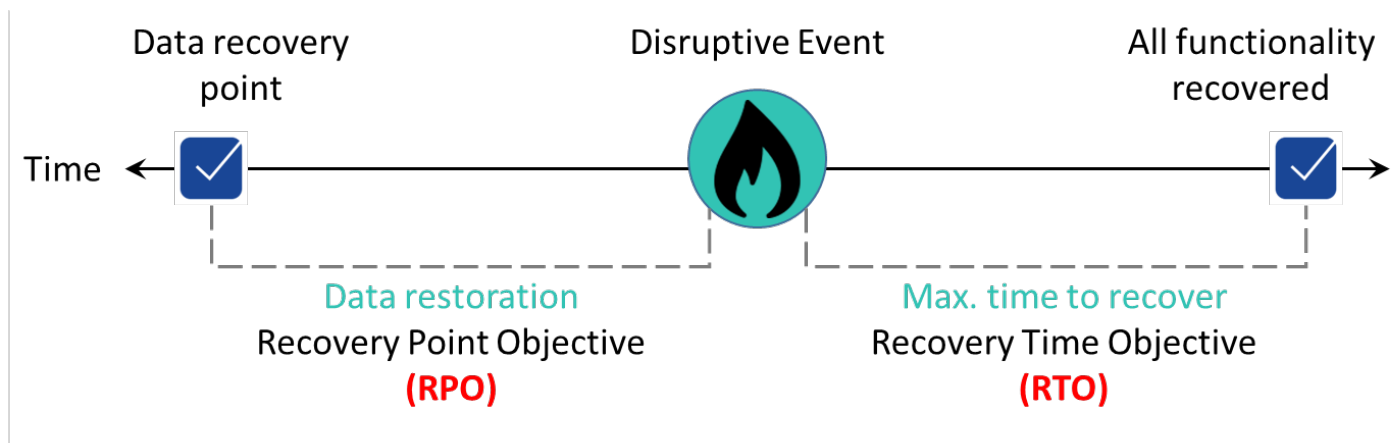 Data recovery
point
Disruptive Event
All functionality
recovered
Time
Data restoration
Recovery Point Objective
(RPO)
Max. time to recover
Recovery Time Objective
(RTO)